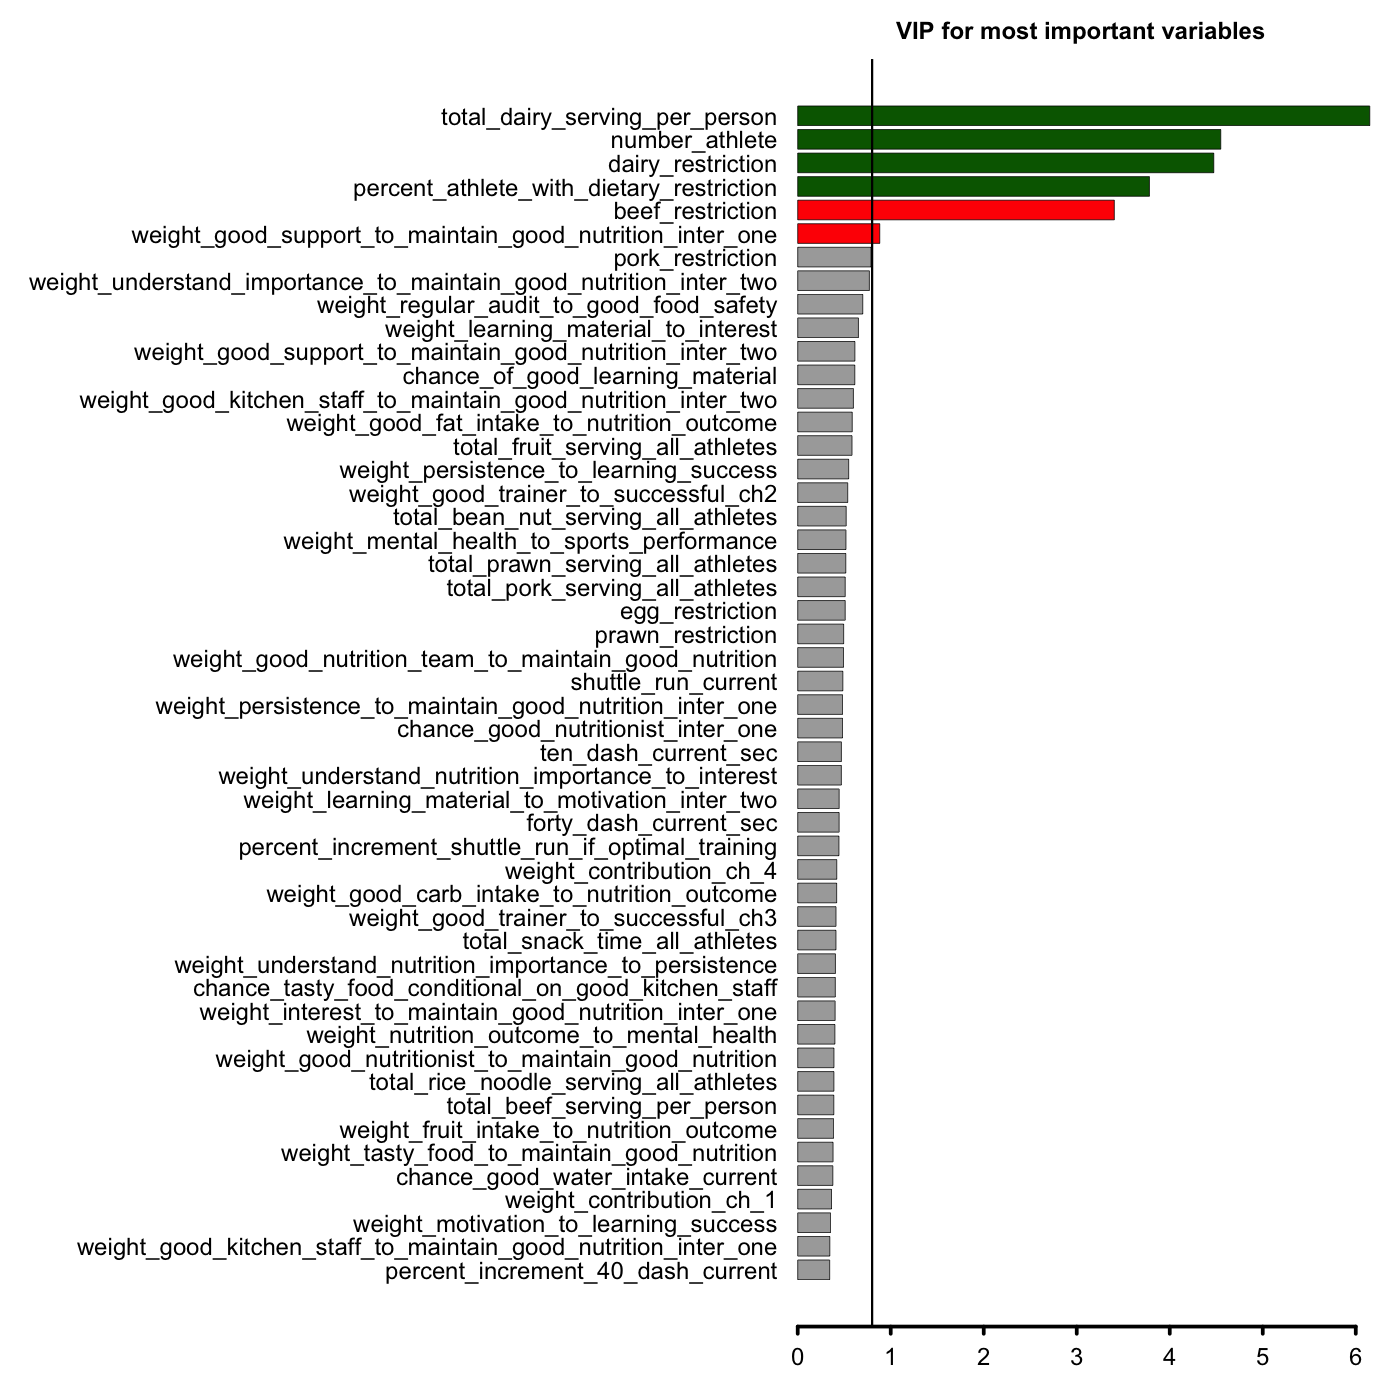 VIP for most important variables
total_dairy_serving_per_person
number_athlete
dairy_restriction
percent_athlete_with_dietary_restriction
beef_restriction
weight_good_support_to_maintain_good_nutrition_inter_one
pork_restriction
weight_understand_importance_to_maintain_good_nutrition_inter_two
weight_regular_audit_to_good_food_safety
weight_learning_material_to_interest
weight_good_support_to_maintain_good_nutrition_inter_two
chance_of_good_learning_material
weight_good_kitchen_staff_to_maintain_good_nutrition_inter_two
weight_good_fat_intake_to_nutrition_outcome
total_fruit_serving_all_athletes
weight_persistence_to_learning_success
weight_good_trainer_to_successful_ch2
total_bean_nut_serving_all_athletes
weight_mental_health_to_sports_performance
total_prawn_serving_all_athletes
total_pork_serving_all_athletes
egg_restriction
prawn_restriction
weight_good_nutrition_team_to_maintain_good_nutrition
shuttle_run_current
weight_persistence_to_maintain_good_nutrition_inter_one
chance_good_nutritionist_inter_one
ten_dash_current_sec
weight_understand_nutrition_importance_to_interest
weight_learning_material_to_motivation_inter_two
forty_dash_current_sec
percent_increment_shuttle_run_if_optimal_training
weight_contribution_ch_4
weight_good_carb_intake_to_nutrition_outcome
weight_good_trainer_to_successful_ch3
total_snack_time_all_athletes
weight_understand_nutrition_importance_to_persistence
chance_tasty_food_conditional_on_good_kitchen_staff
weight_interest_to_maintain_good_nutrition_inter_one
weight_nutrition_outcome_to_mental_health
weight_good_nutritionist_to_maintain_good_nutrition
total_rice_noodle_serving_all_athletes
total_beef_serving_per_person
weight_fruit_intake_to_nutrition_outcome
weight_tasty_food_to_maintain_good_nutrition
chance_good_water_intake_current
weight_contribution_ch_1
weight_motivation_to_learning_success
weight_good_kitchen_staff_to_maintain_good_nutrition_inter_one
percent_increment_40_dash_current
0 1 2 3 4 5 6